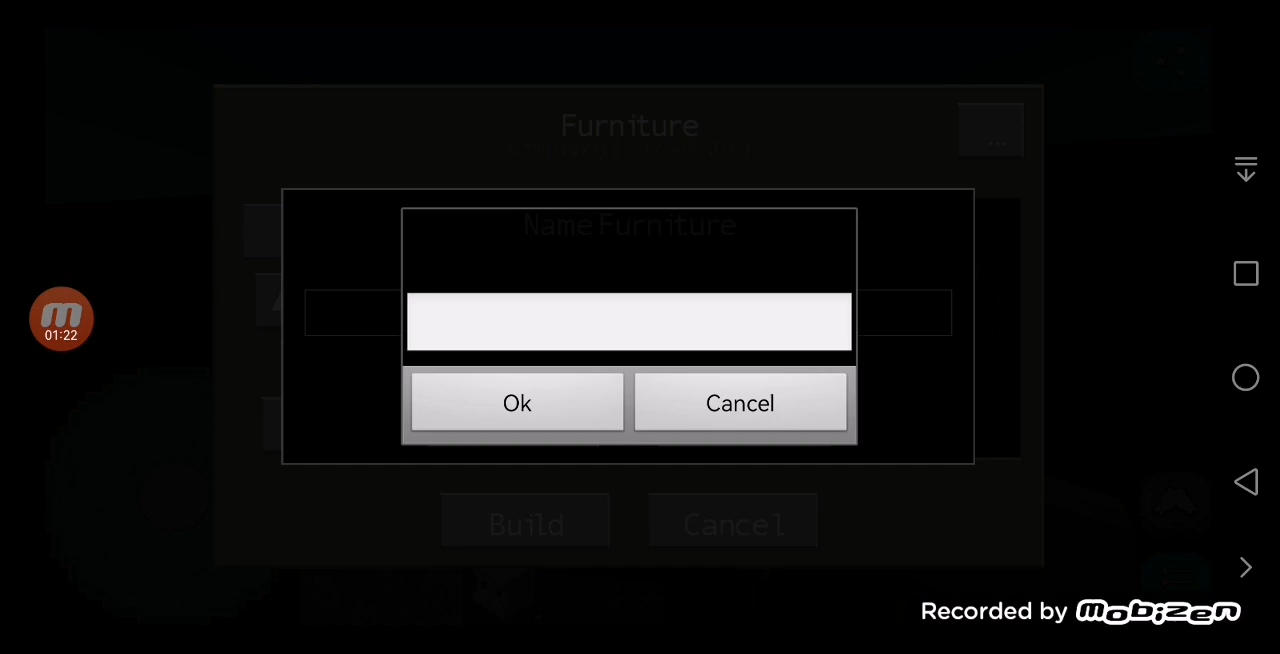 Furniture
...
Name Furniture
01:22
Ok
Cancel
Build
Cancel
Recorded by mobizen